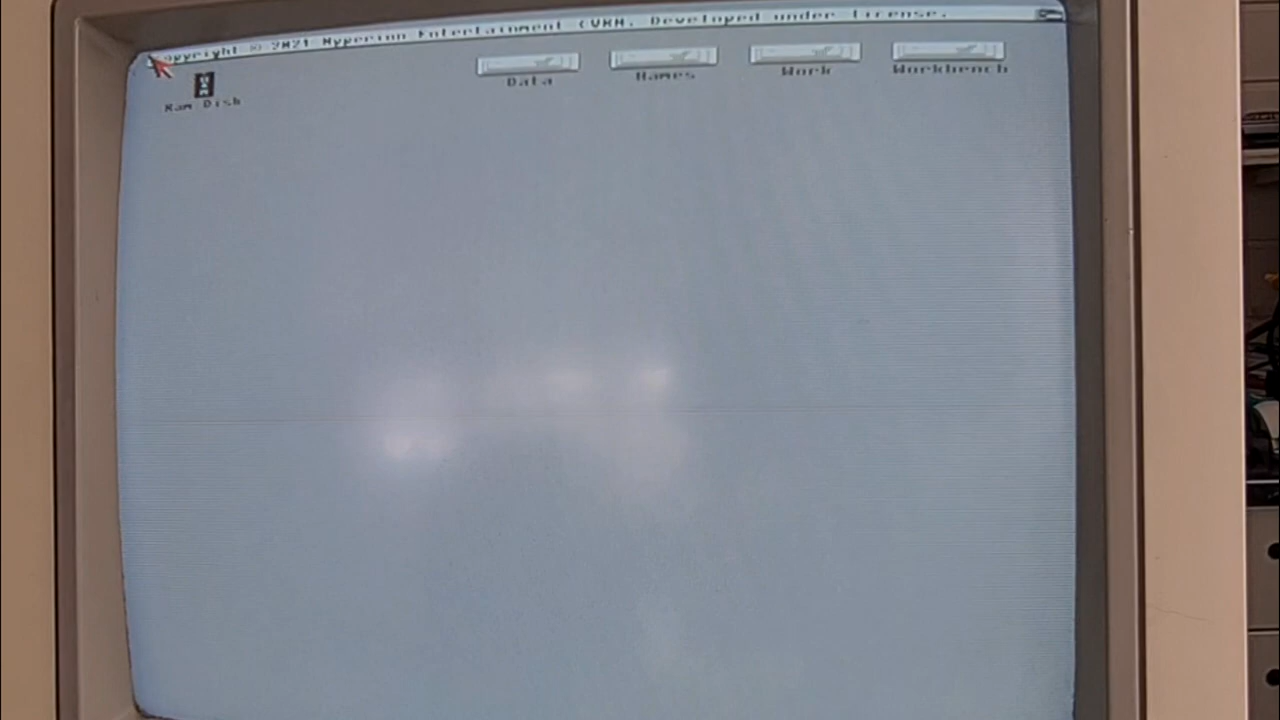 Copyright © 2021 Hyperion Entertainment CVBA. Developed under license.
Ram Disk
Data
Games
Work
Workbench